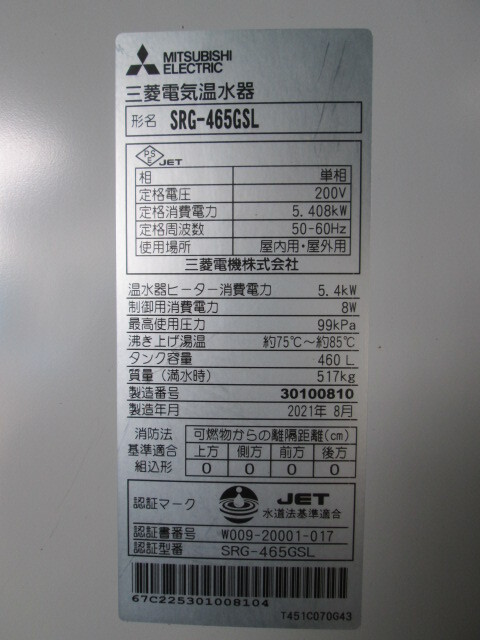 MITSUBISHI
ELECTRIC
三菱電気温水器
形名 SRG-465GSL
PSE JET
相 単相
定格電圧 200V
定格消費電力 5.408kW
定格周波数 50-60Hz
使用場所 屋内用・屋外用
三菱電機株式会社
温水器ヒーター消費電力 5.4kW
制御用消費電力 8W
最高使用圧力 99kPa
沸き上げ湯温 約75℃～約85℃
タンク容量 460L
質量（満水時） 517kg
製造番号 30100810
製造年月 2021年 8月
消防法 可燃物からの離隔距離(cm)
基準適合 上方 側方 前方 後方
組込形 0 0 0 0
認証マーク JET
水道法基準適合
認証書番号 W009-20001-017
認証型番 SRG-465GSL
67C225301008104
T451C070G43